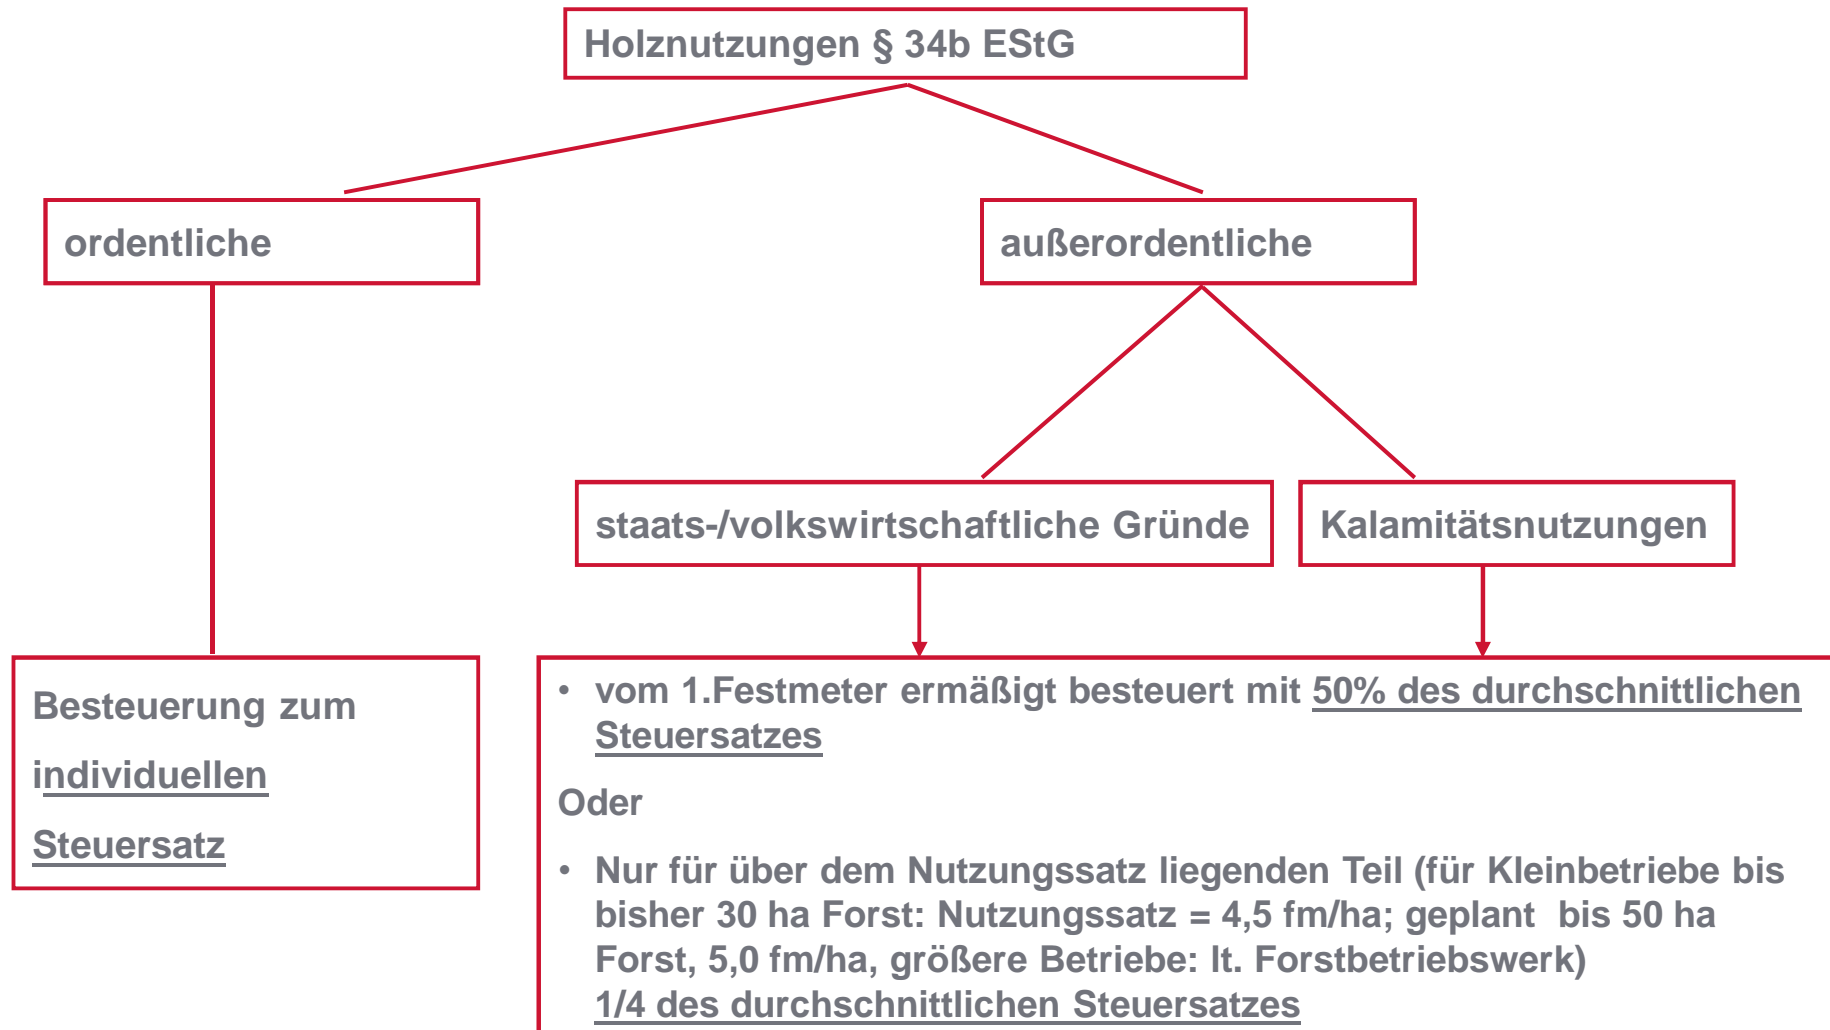 Holznutzungen § 34b EStG
ordentliche
außerordentliche
staats-/volkswirtschaftliche Gründe
Kalamitätsnutzungen
Besteuerung zum
individuellen
Steuersatz
• vom 1.Festmeter ermäßigt besteuert mit 50% des durchschnittlichen
Steuersatzes
Oder
• Nur für über dem Nutzungssatz liegenden Teil (für Kleinbetriebe bis
bisher 30 ha Forst: Nutzungssatz = 4,5 fm/ha; geplant bis 50 ha
Forst, 5,0 fm/ha, größere Betriebe: lt. Forstbetriebswerk)
1/4 des durchschnittlichen Steuersatzes